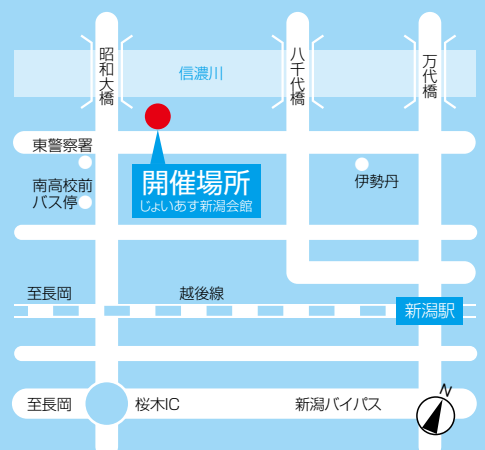 昭和大橋
信濃川
八千代橋
万代橋
東警察署
南高校前
バス停
開催場所
じょいあす新潟会館
伊勢丹
至長岡
越後線
新潟駅
至長岡
桜木IC
新潟バイパス
N